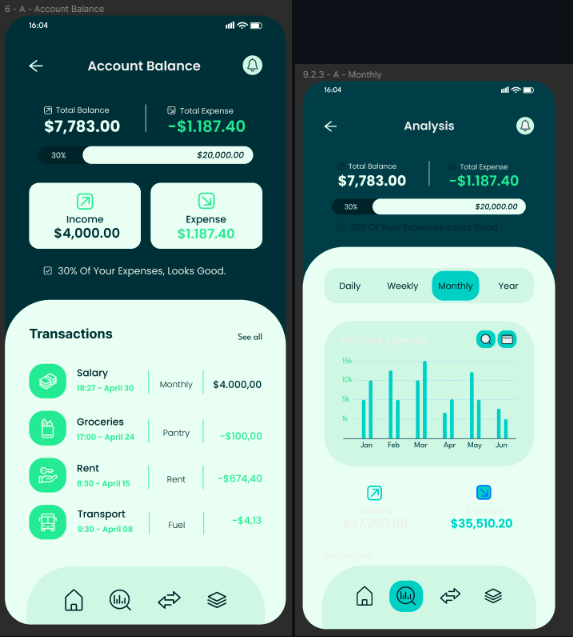 6 - A - Account Balance
16:04
Account Balance
Total Balance
$7,783.00
Total Expense
-$1.187.40
30%
$20,000.00
Income
$4,000.00
Expense
$1.187.40
30% Of Your Expenses, Looks Good.
Transactions
See all
Salary
18:27 - April 30
Monthly
$4.000,00
Groceries
17:00 - April 24
Pantry
-$100,00
Rent
8:30 - April 15
Rent
-$674,40
Transport
9:30 - April 08
Fuel
-$4,13
9.2.3 - A - Monthly
16:04
Analysis
Total Balance
$7,783.00
Total Expense
-$1.187.40
30%
$20,000.00
30% Of Your Expenses, Looks Good.
Daily
Weekly
Monthly
Year
15k
10k
5k
1k
Jan
Feb
Mar
Apr
May
Jun
$47,200.00
$35,510.20
My Targets